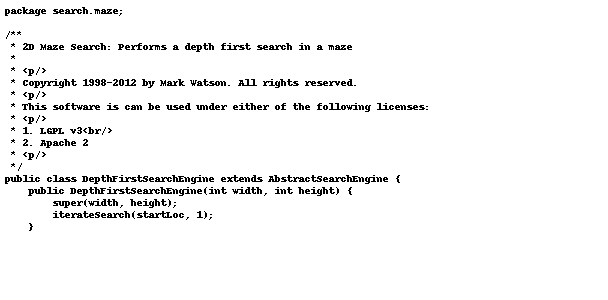 package search.maze;

/**
 * 2D Maze Search: Performs a depth first search in a maze
 *
 * <p/>
 * Copyright 1998-2012 by Mark Watson. All rights reserved.
 * <p/>
 * This software is can be used under either of the following licenses:
 * <p/>
 * 1. LGPL v3<br/>
 * 2. Apache 2
 * <p/>
 */
public class DepthFirstSearchEngine extends AbstractSearchEngine {
    public DepthFirstSearchEngine(int width, int height) {
        super(width, height);
        iterateSearch(startLoc, 1);
    }